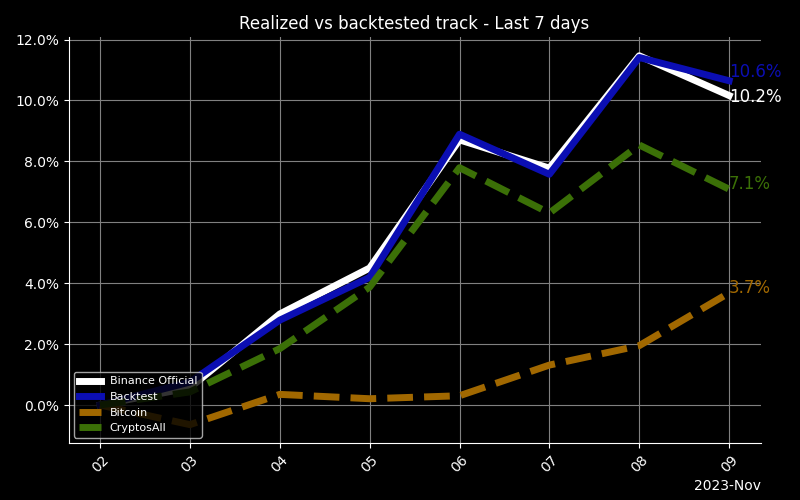 Realized vs backtested track - Last 7 days
12.0%
10.0%
8.0%
6.0%
4.0%
2.0%
0.0%
10.6%
10.2%
7.1%
3.7%
Binance Official
Backtest
Bitcoin
CryptosAll
02 03 04 05 06 07 08 09
2023-Nov